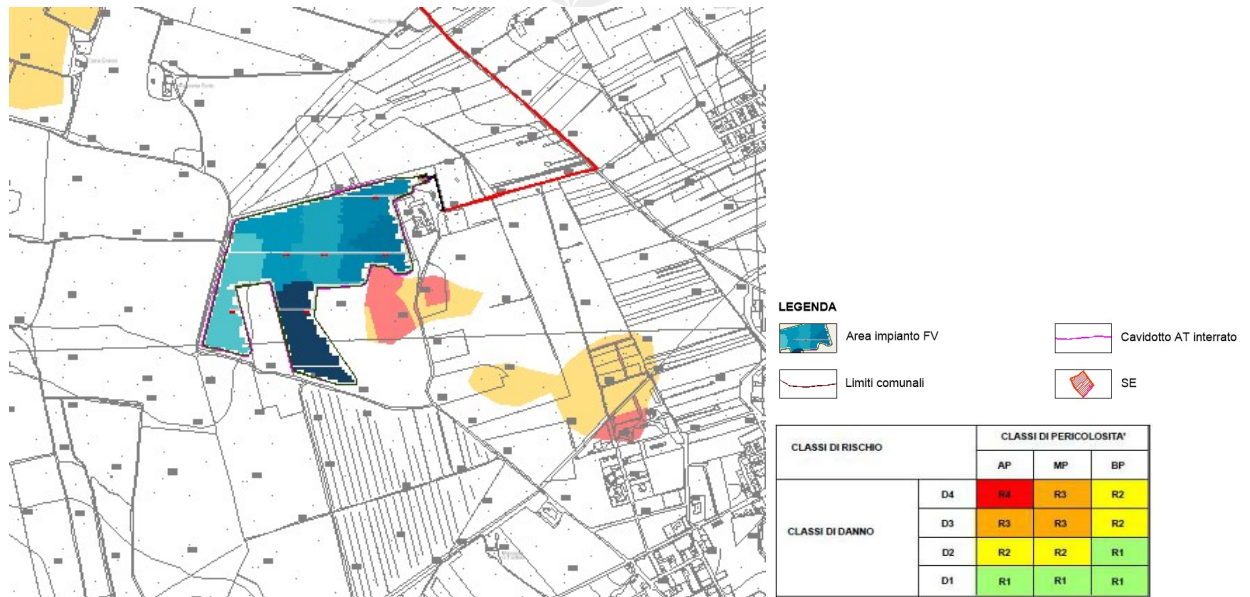 LEGENDA
Area impianto FV
Cavidotto AT interrato
Limiti comunali
SE
CLASSI DI RISCHIO
CLASSI DI PERICOLOSITA'
AP MP BP
CLASSI DI DANNO
D4 R4 R3 R2
D3 R3 R3 R2
D2 R2 R2 R1
D1 R1 R1 R1